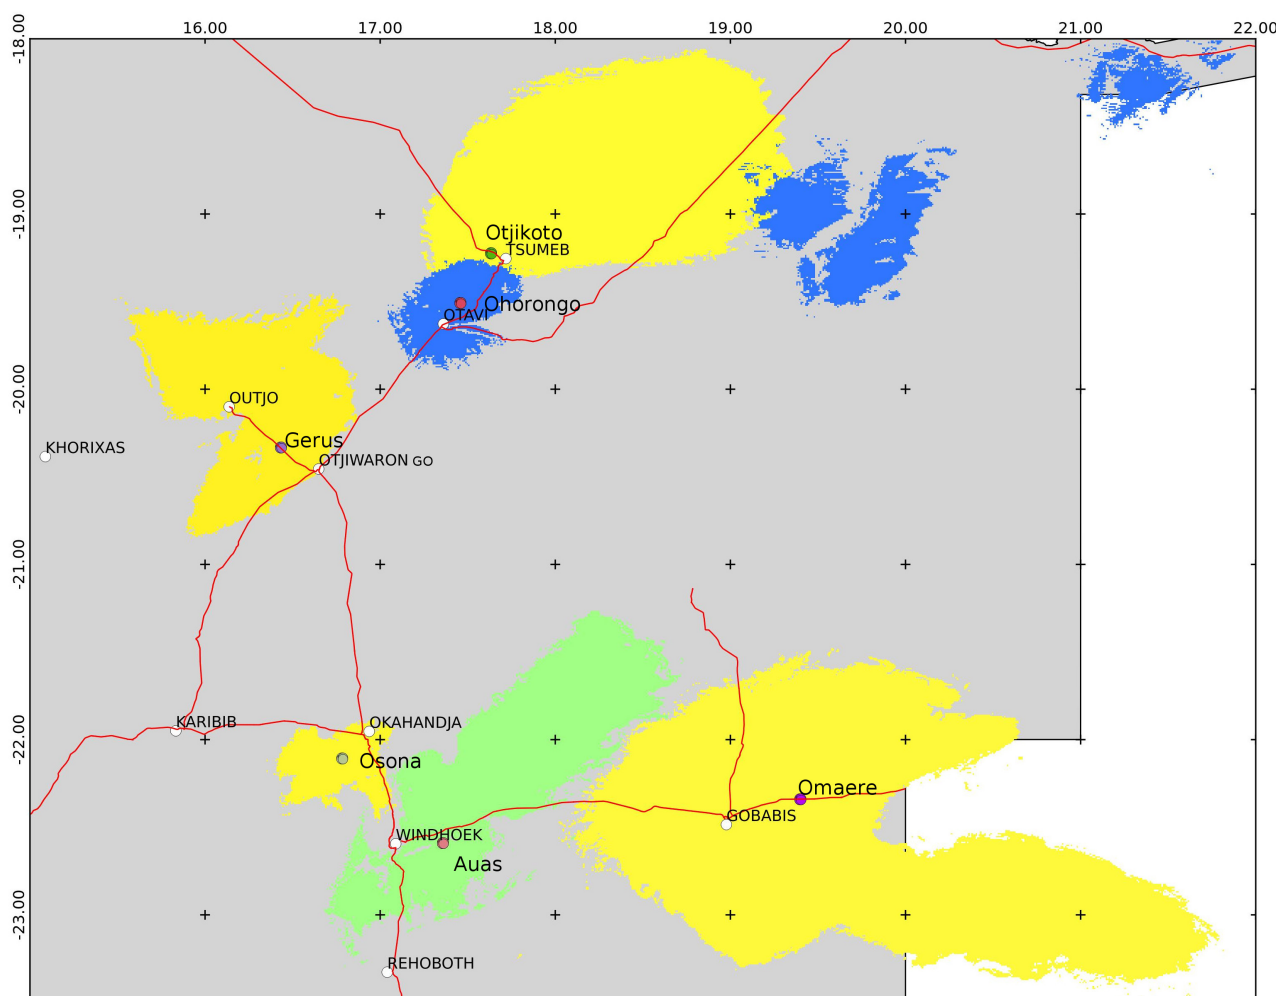 16.00 17.00 18.00 19.00 20.00 21.00 22.00
-18.00
-19.00
Otjikoto
TSUMEB
Ohorongo
OTAVI
-20.00
OUTJO
Gerus
KHORIXAS
OTJIWARON GO
-21.00
KARIBIB
OKAHANDJA
-22.00
Osona
Omaere
GOBABIS
WINDHOEK
Auas
-23.00
REHOBOTH